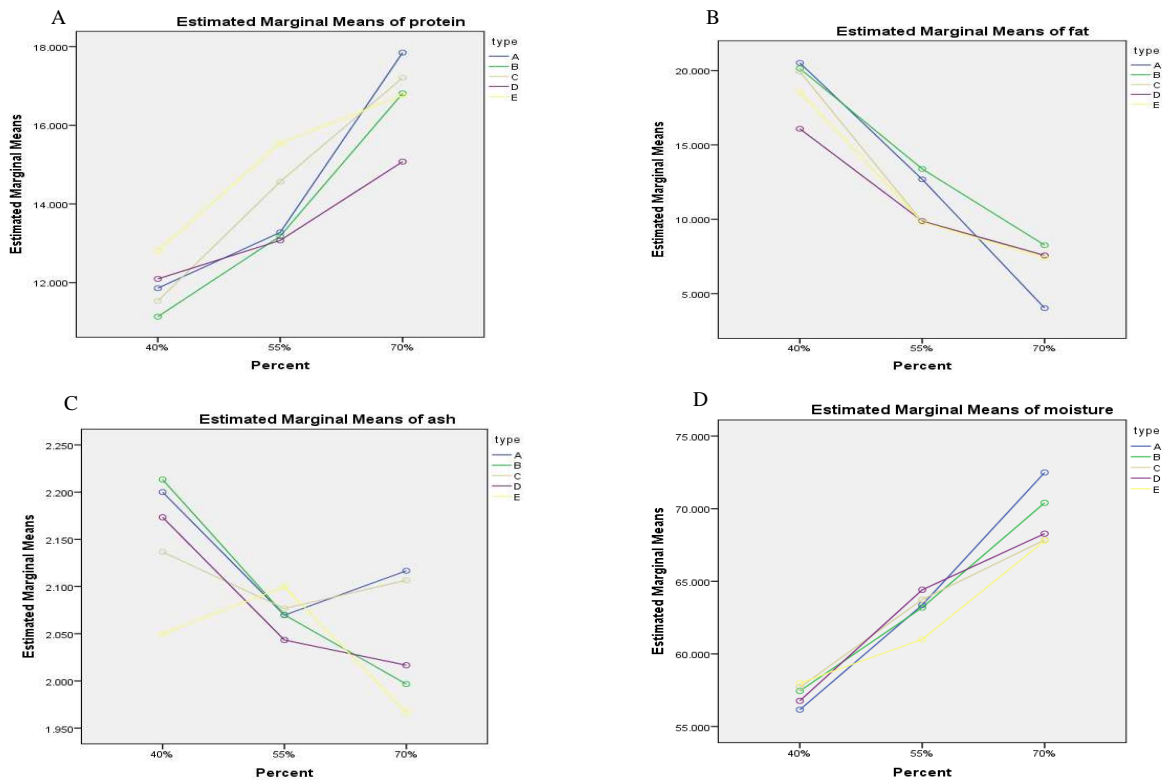 A
Estimated Marginal Means of protein
type
A
B
C
D
E
18.000
16.000
14.000
12.000
Estimated Marginal Means
40%
55%
70%
Percent
B
Estimated Marginal Means of fat
type
A
B
C
D
E
20.000
15.000
10.000
5.000
Estimated Marginal Means
40%
55%
70%
Percent
C
Estimated Marginal Means of ash
type
A
B
C
D
E
2.250
2.200
2.150
2.100
2.050
2.000
1.950
Estimated Marginal Means
40%
55%
70%
Percent
D
Estimated Marginal Means of moisture
type
A
B
C
D
E
75.000
70.000
65.000
60.000
55.000
Estimated Marginal Means
40%
55%
70%
Percent